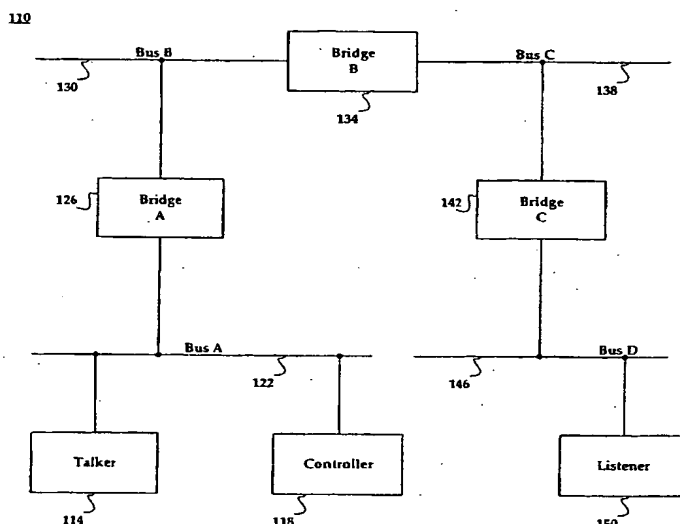 110
Bus B
Bridge
B
Bus C
130
134
138
126
Bridge
A
142
Bridge
C
Bus A
122
146
Bus D
Talker
Controller
Listener
114
118
150